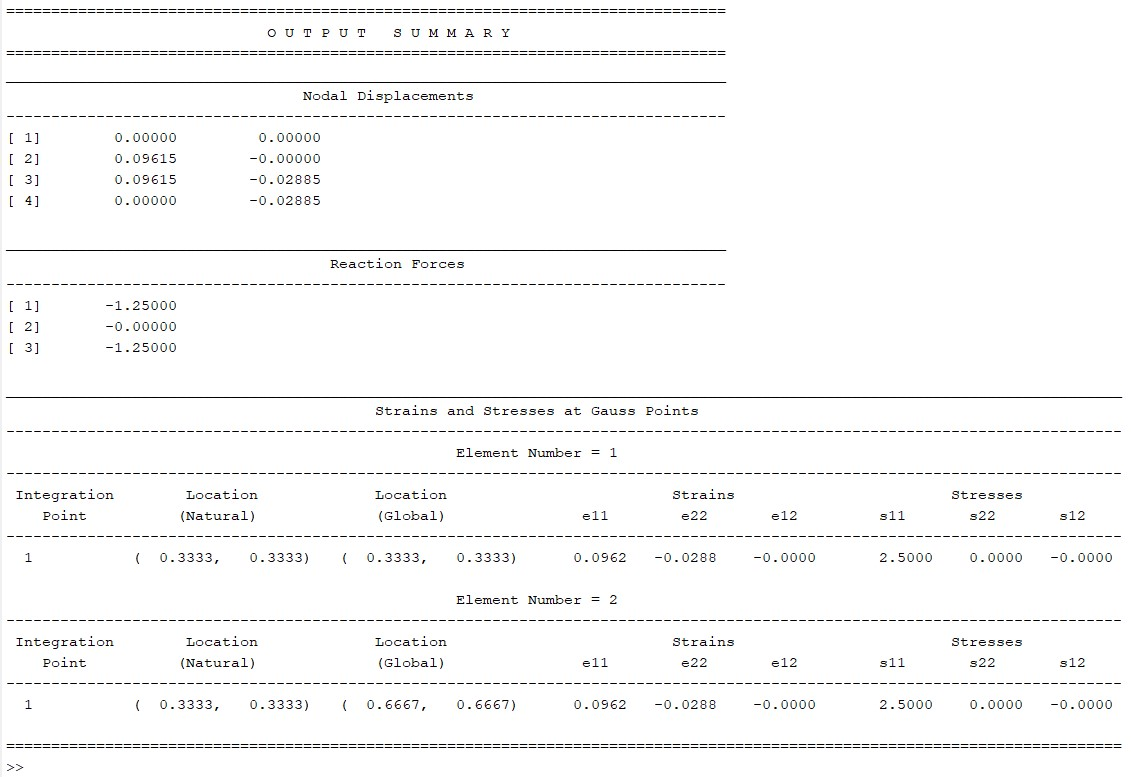 O U T P U T   S U M M A R Y
Nodal Displacements
[ 1] 0.00000 0.00000
[ 2] 0.09615 -0.00000
[ 3] 0.09615 -0.02885
[ 4] 0.00000 -0.02885
Reaction Forces
[ 1] -1.25000
[ 2] -0.00000
[ 3] -1.25000
Strains and Stresses at Gauss Points
Element Number = 1
Integration Location Location Strains Stresses
Point (Natural) (Global) e11 e22 e12 s11 s22 s12
1 ( 0.3333, 0.3333) ( 0.3333, 0.3333) 0.0962 -0.0288 -0.0000 2.5000 0.0000 -0.0000
Element Number = 2
Integration Location Location Strains Stresses
Point (Natural) (Global) e11 e22 e12 s11 s22 s12
1 ( 0.3333, 0.3333) ( 0.6667, 0.6667) 0.0962 -0.0288 -0.0000 2.5000 0.0000 -0.0000
>>